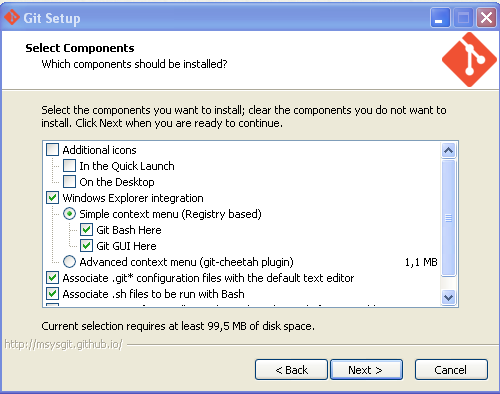 Git Setup
Select Components
Which components should be installed?
Select the components you want to install; clear the components you do not want to
install. Click Next when you are ready to continue.
Additional icons
In the Quick Launch
On the Desktop
Windows Explorer integration
Simple context menu (Registry based)
Git Bash Here
Git GUI Here
Advanced context menu (git-cheetah plugin) 1,1 MB
Associate .git* configuration files with the default text editor
Associate .sh files to be run with Bash
Current selection requires at least 99,5 MB of disk space.
http://msysgit.github.io/
< Back Next > Cancel